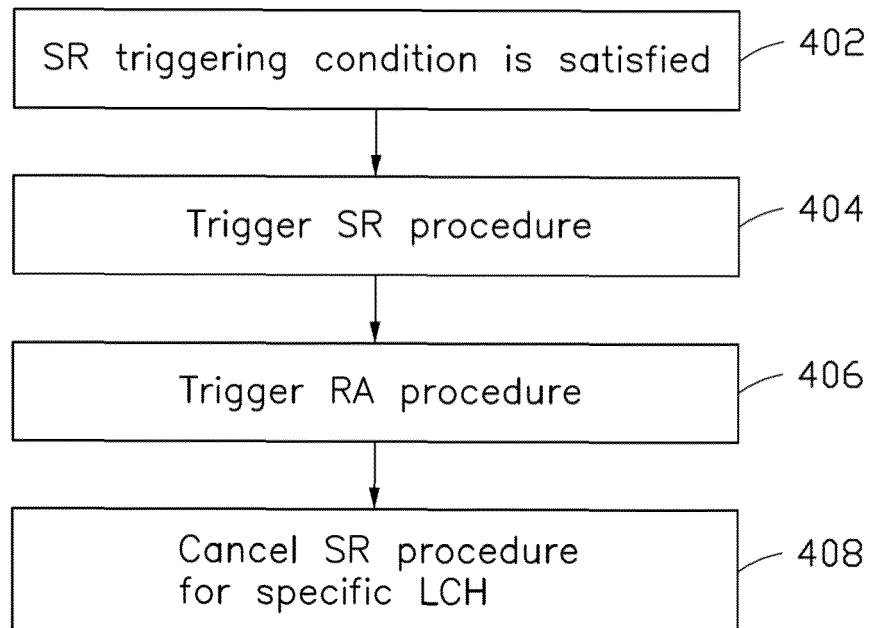 SR triggering condition is satisfied
402
Trigger SR procedure
404
Trigger RA procedure
406
Cancel SR procedure
for specific LCH
408